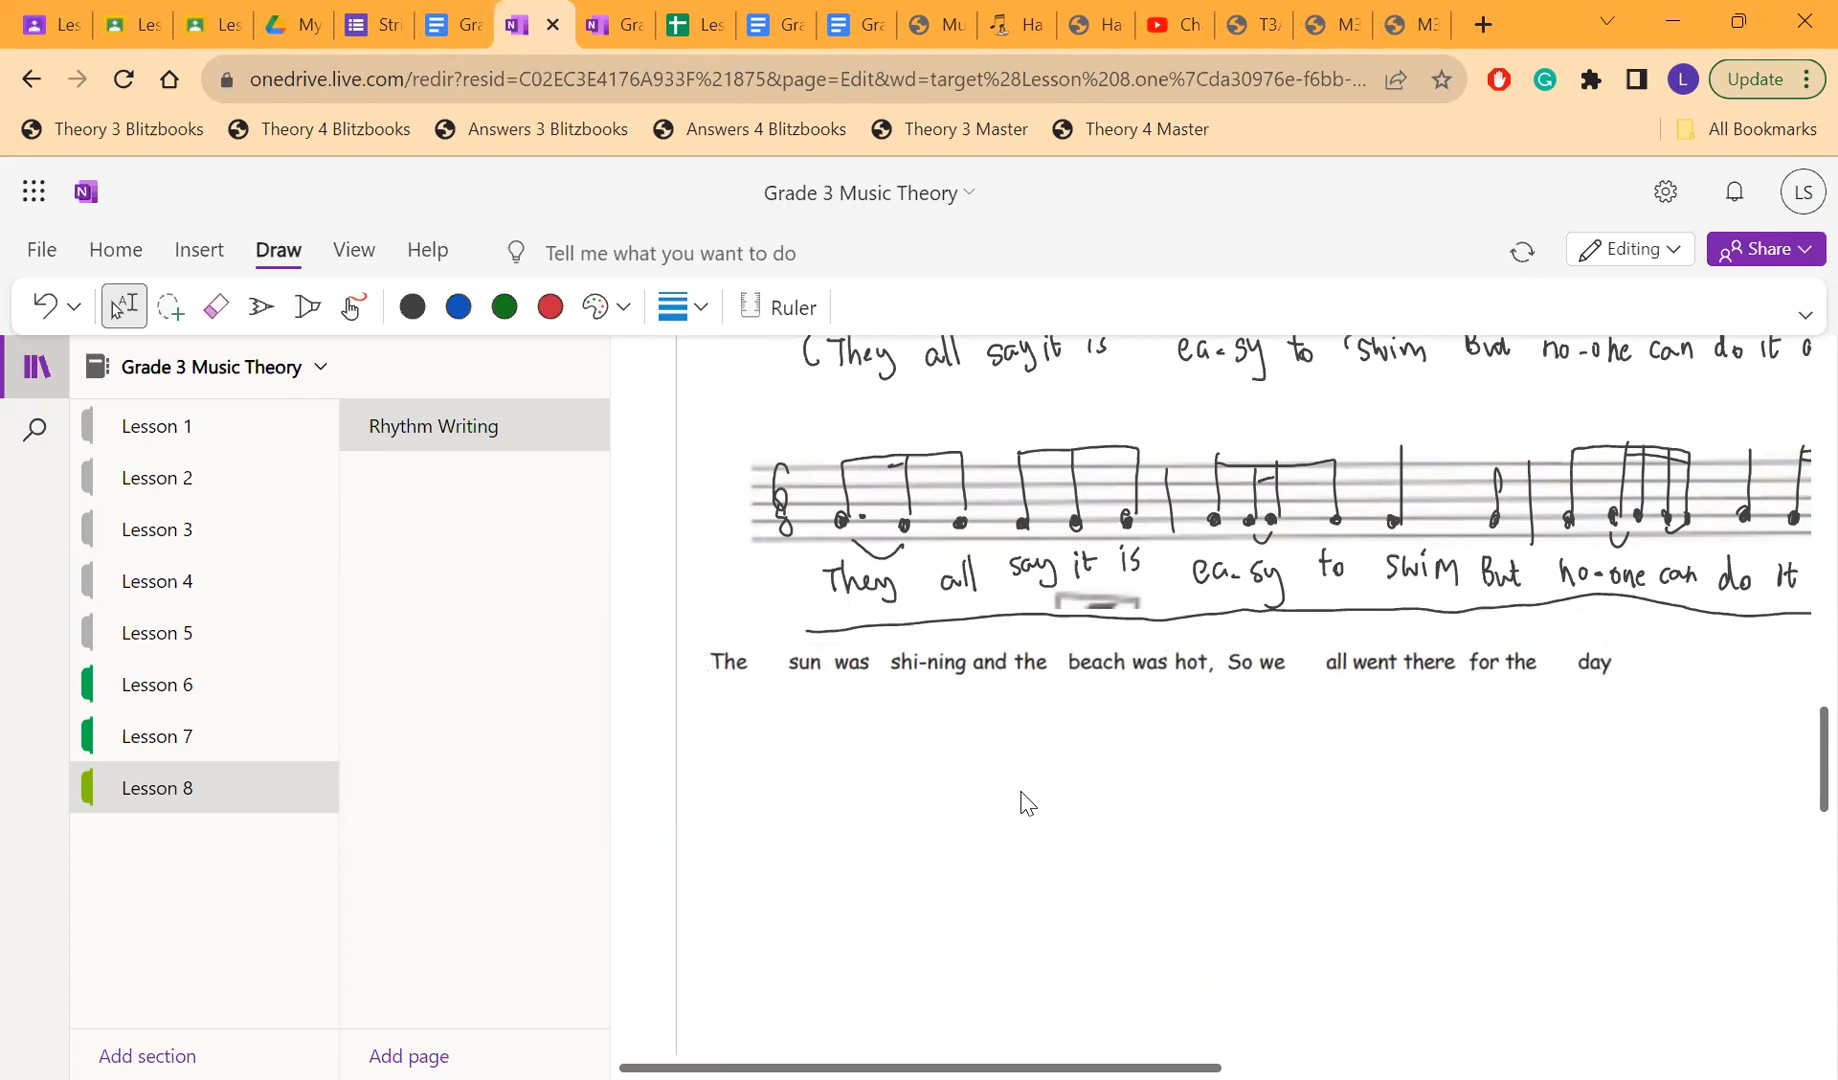 Les Les Les My Stri Gra Gra Les Gra Gra Mu Ha Ha Ch T3/ M3 M3
onedrive.live.com/redir?resid=C02EC3E4176A933F%21875&page=Edit&wd=target%28Lesson%208.one%7Cda30976e-f6bb-... L Update
Theory 3 Blitzbooks Theory 4 Blitzbooks Answers 3 Blitzbooks Answers 4 Blitzbooks Theory 3 Master Theory 4 Master All Bookmarks
N Grade 3 Music Theory LS
File Home Insert Draw View Help Tell me what you want to do Editing Share
Ruler
Grade 3 Music Theory
Lesson 1
Lesson 2
Lesson 3
Lesson 4
Lesson 5
Lesson 6
Lesson 7
Lesson 8
Add section
Rhythm Writing
Add page
(They all say it is ea-sy to swim But no-one can do it
6
8
They all say it is ea-sy to swim But no-one can do it
The sun was shi-ning and the beach was hot, So we all went there for the day